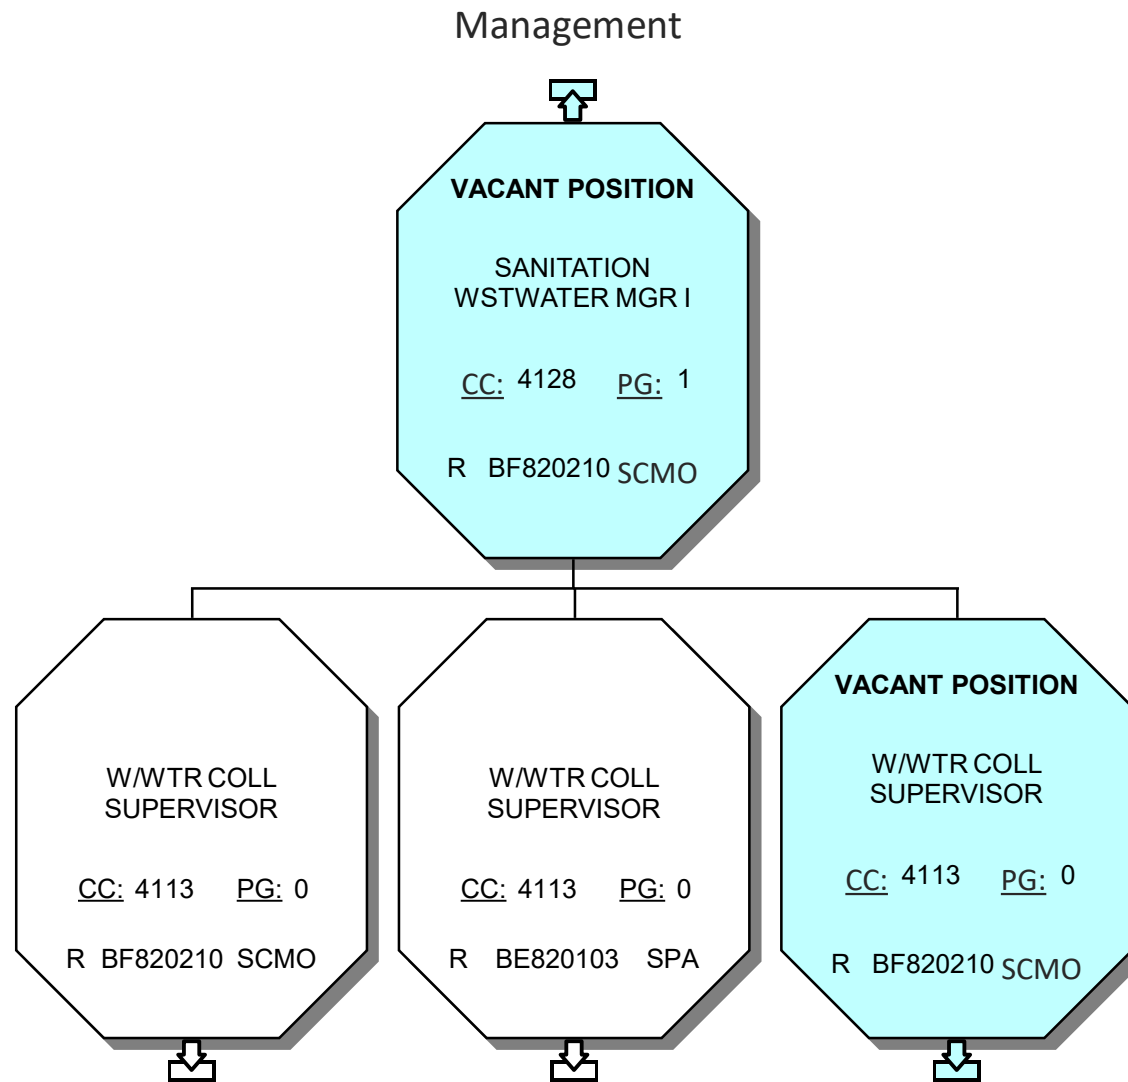 Management
VACANT POSITION
SANITATION
WSTWATER MGR I
CC: 4128 PG: 1
R BF820210 SCMO
W/WTR COLL
SUPERVISOR
CC: 4113 PG: 0
R BF820210 SCMO
W/WTR COLL
SUPERVISOR
CC: 4113 PG: 0
R BE820103 SPA
VACANT POSITION
W/WTR COLL
SUPERVISOR
CC: 4113 PG: 0
R BF820210 SCMO